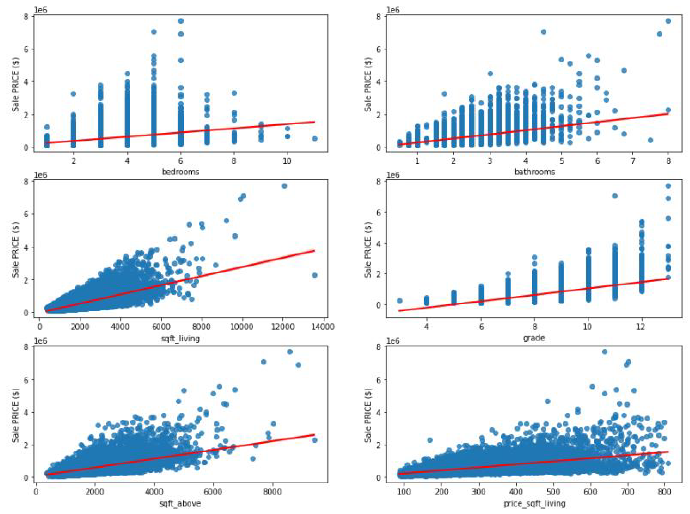 1e6
1e6
8
6
4
2
0
Sale PRICE ($)
2 4 6 8 10
bedrooms
8
6
4
2
0
Sale PRICE ($)
1 2 3 4 5 6 7 8
bathrooms
1e6
1e6
8
6
4
2
0
Sale PRICE ($)
0 2000 4000 6000 8000 10000 12000 14000
sqft_living
8
6
4
2
0
Sale PRICE ($)
4 6 8 10 12
grade
1e6
1e6
8
6
4
2
0
Sale PRICE ($)
0 2000 4000 6000 8000
sqft_above
8
6
4
2
0
Sale PRICE ($)
100 200 300 400 500 600 700 800
price_sqft_living